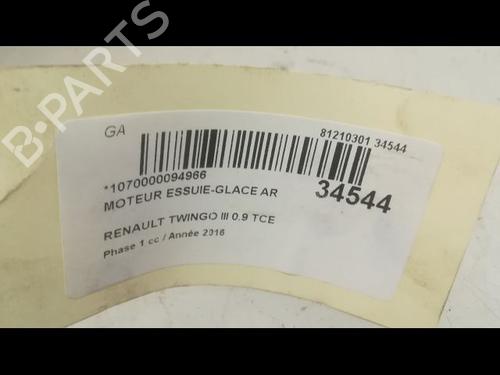 B-PARTS
GA
81210301 34544
*1070000094966
MOTEUR ESSUIE-GLACE AR
34544
RENAULT TWINGO III 0.9 TCE
Phase 1 cc / Année 2016